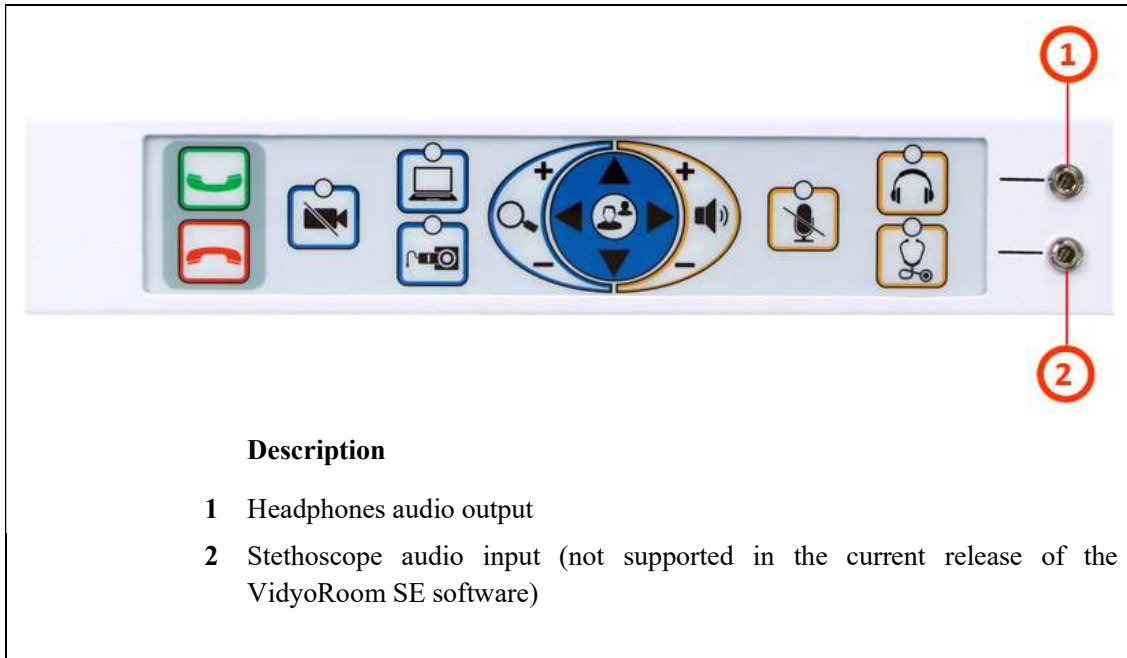 1
+ +
- -
2
Description
1 Headphones audio output
2 Stethoscope audio input (not supported in the current release of the
VidyoRoom SE software)